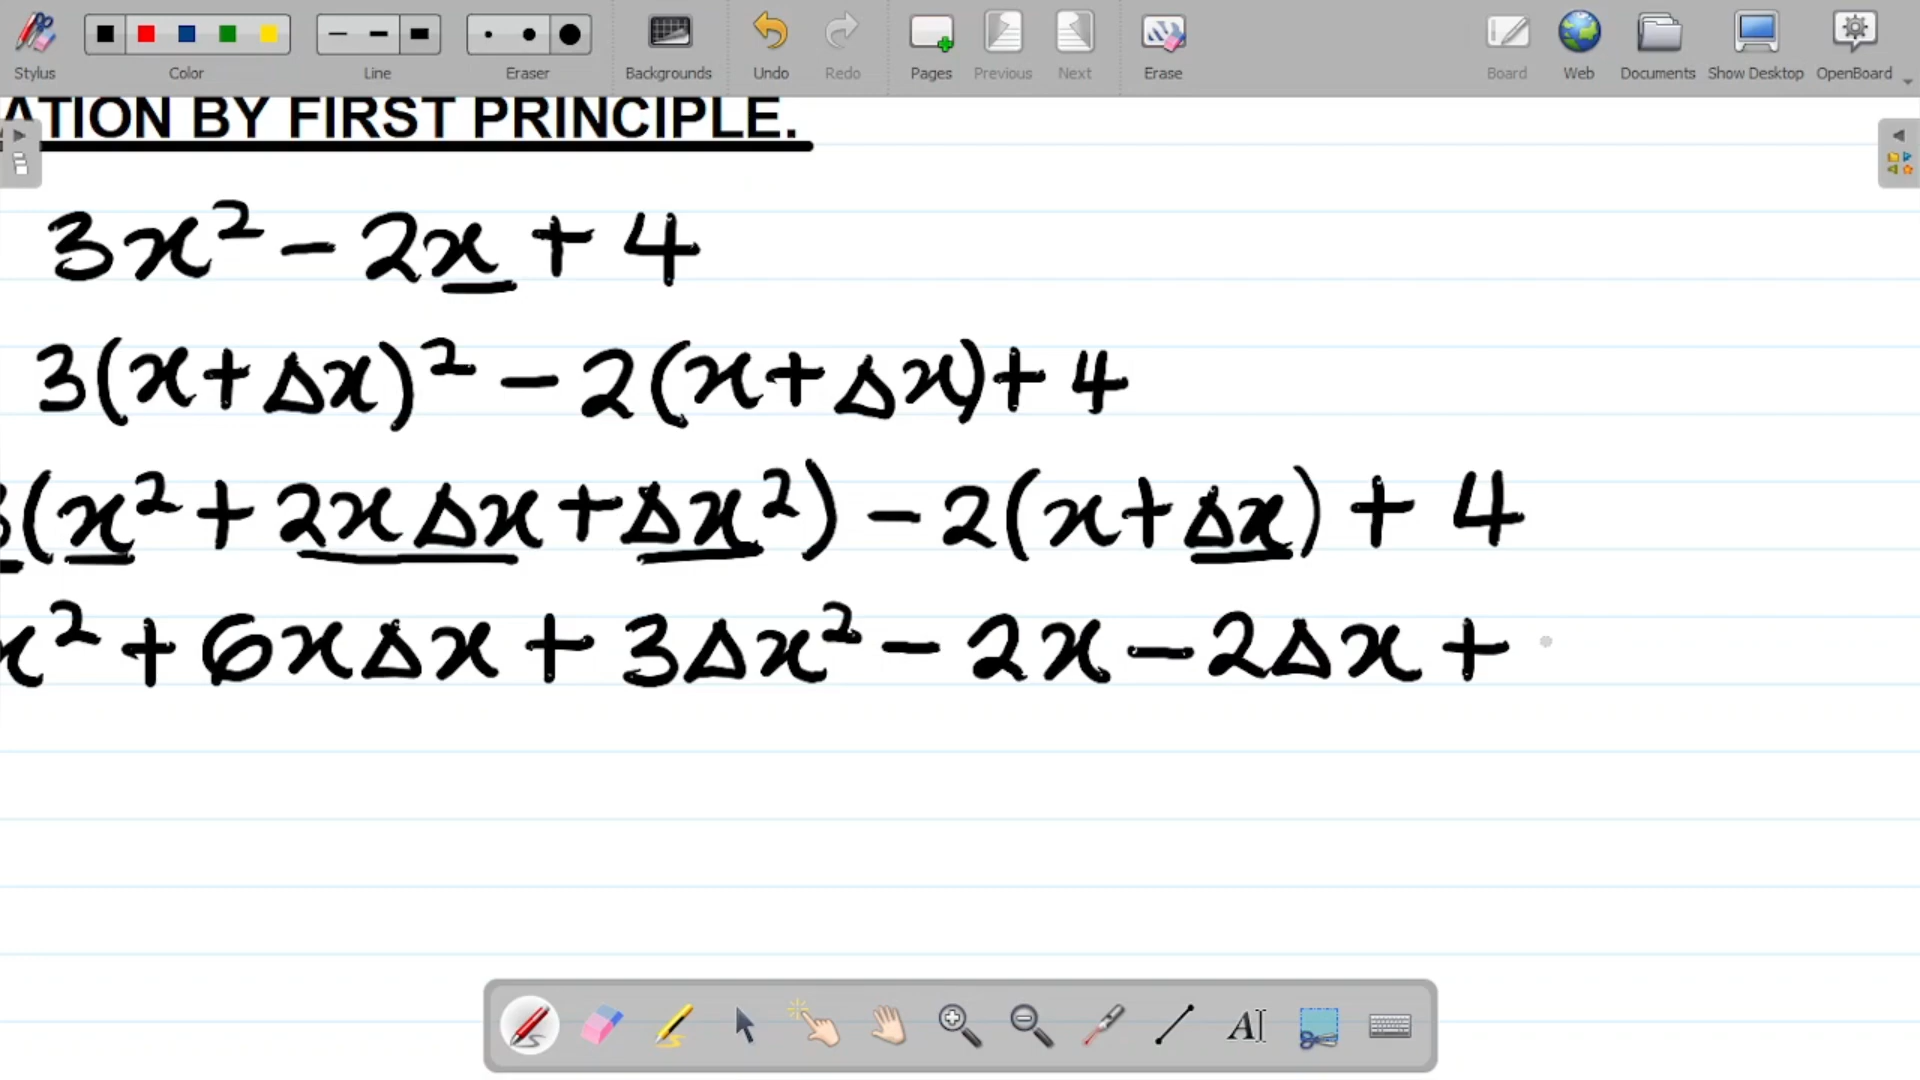 Stylus Color Line Eraser Backgrounds Undo Redo Pages Previous Next Erase Board Web Documents Show Desktop OpenBoard
ATION BY FIRST PRINCIPLE.
3x² - 2x + 4
3(x+Δx)² - 2(x+Δx)+ 4
3(x² + 2xΔx+Δx²) - 2(x+Δx) + 4
x² + 6xΔx + 3Δx² - 2x - 2Δx +
AI